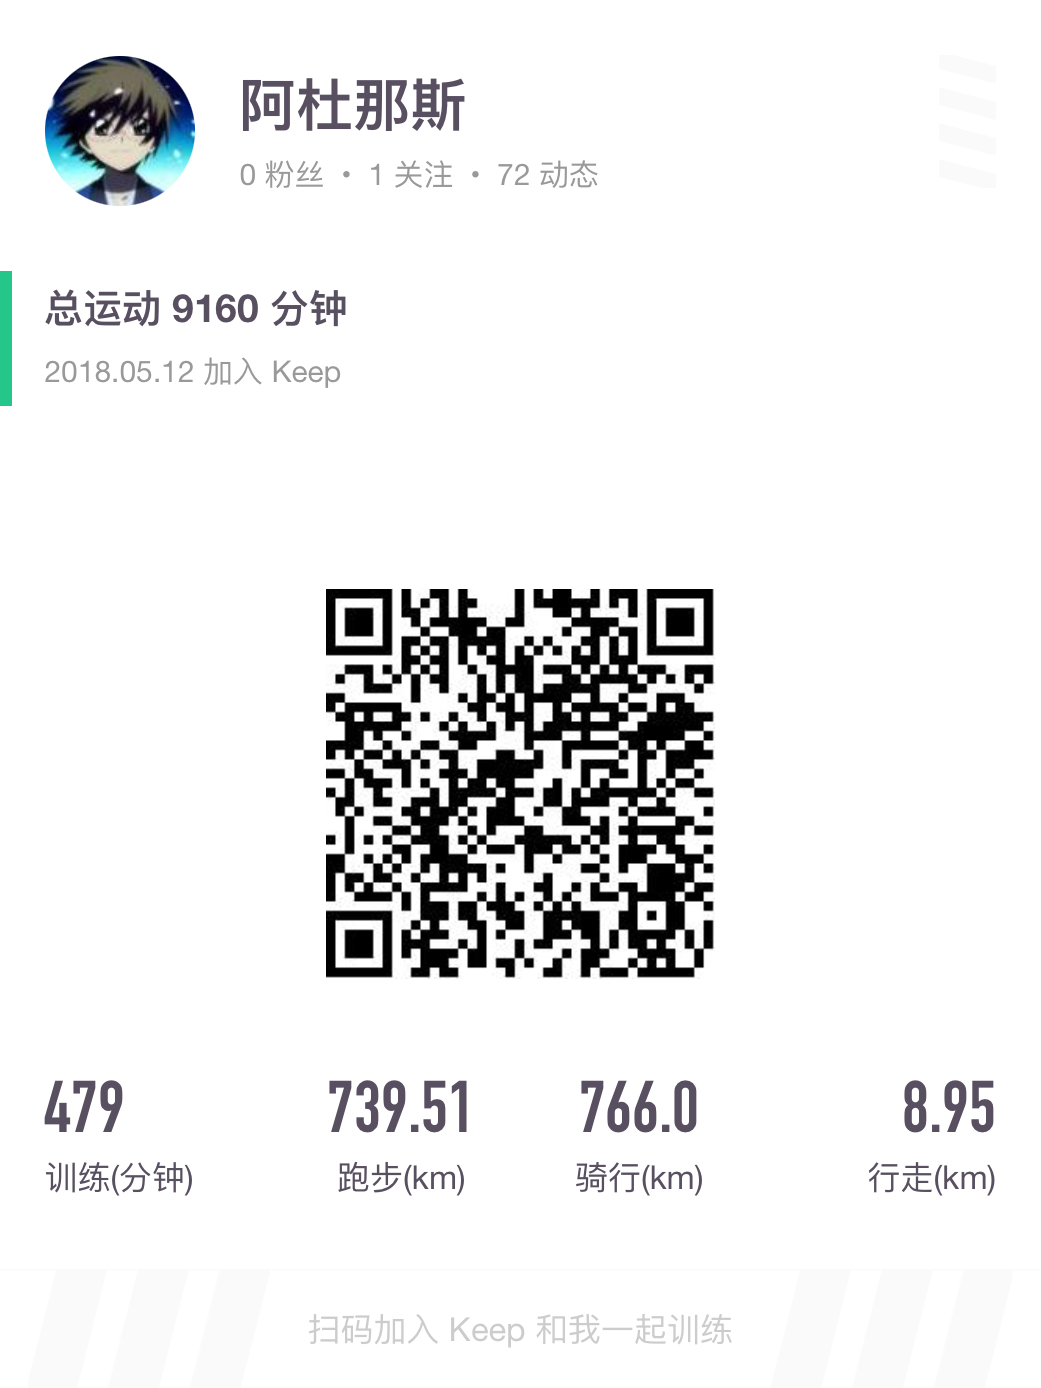 阿杜那斯
0 粉丝 • 1 关注 • 72 动态
总运动 9160 分钟
2018.05.12 加入 Keep
479 739.51 766.0 8.95
训练(分钟) 跑步(km) 骑行(km) 行走(km)
扫码加入 Keep 和我一起训练